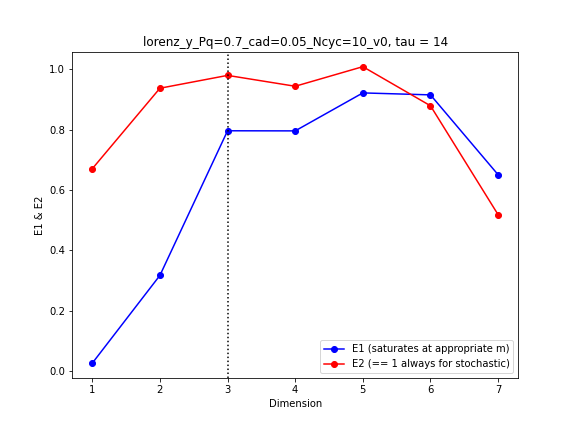 lorenz_y_Pq=0.7_cad=0.05_Ncyc=10_v0, tau = 14
1.0
0.8
0.6
0.4
0.2
0.0
E1 & E2
E1 (saturates at appropriate m)
E2 (== 1 always for stochastic)
1 2 3 4 5 6 7
Dimension